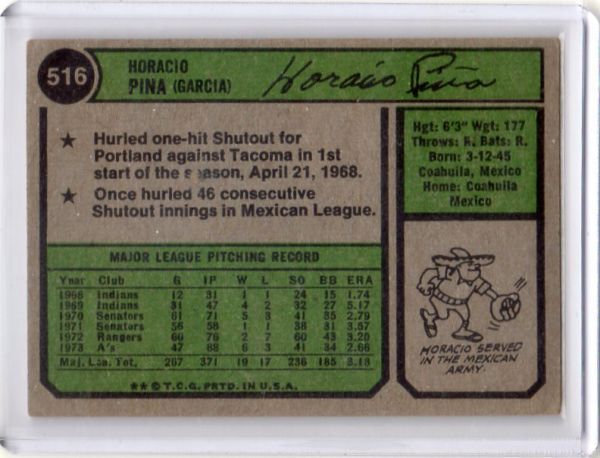 516
HORACIO
PINA (GARCIA)
Horacio Piña
★ Hurled one-hit Shutout for
Portland against Tacoma in 1st
start of the season, April 21, 1968.
★ Once hurled 46 consecutive
Shutout innings in Mexican League.
Hgt: 6'3" Wgt: 177
Throws: R. Bats: R.
Born: 3-12-45
Coahuila, Mexico
Home: Coahuila
Mexico
MAJOR LEAGUE PITCHING RECORD
Year Club G IP W L SO BB ERA
1968 Indians 12 31 1 1 24 15 1.74
1969 Indians 31 47 4 2 32 27 5.17
1970 Senators 61 71 5 3 41 35 2.79
1971 Senators 56 58 1 1 38 31 3.57
1972 Rangers 60 76 2 7 60 43 3.20
1973 A's 47 88 6 3 41 34 2.66
Maj. Lea. Tot. 267 371 19 17 236 185 3.13
** © T.C.G. PRTD. IN U.S.A.
HORACIO SERVED
IN THE MEXICAN
ARMY.